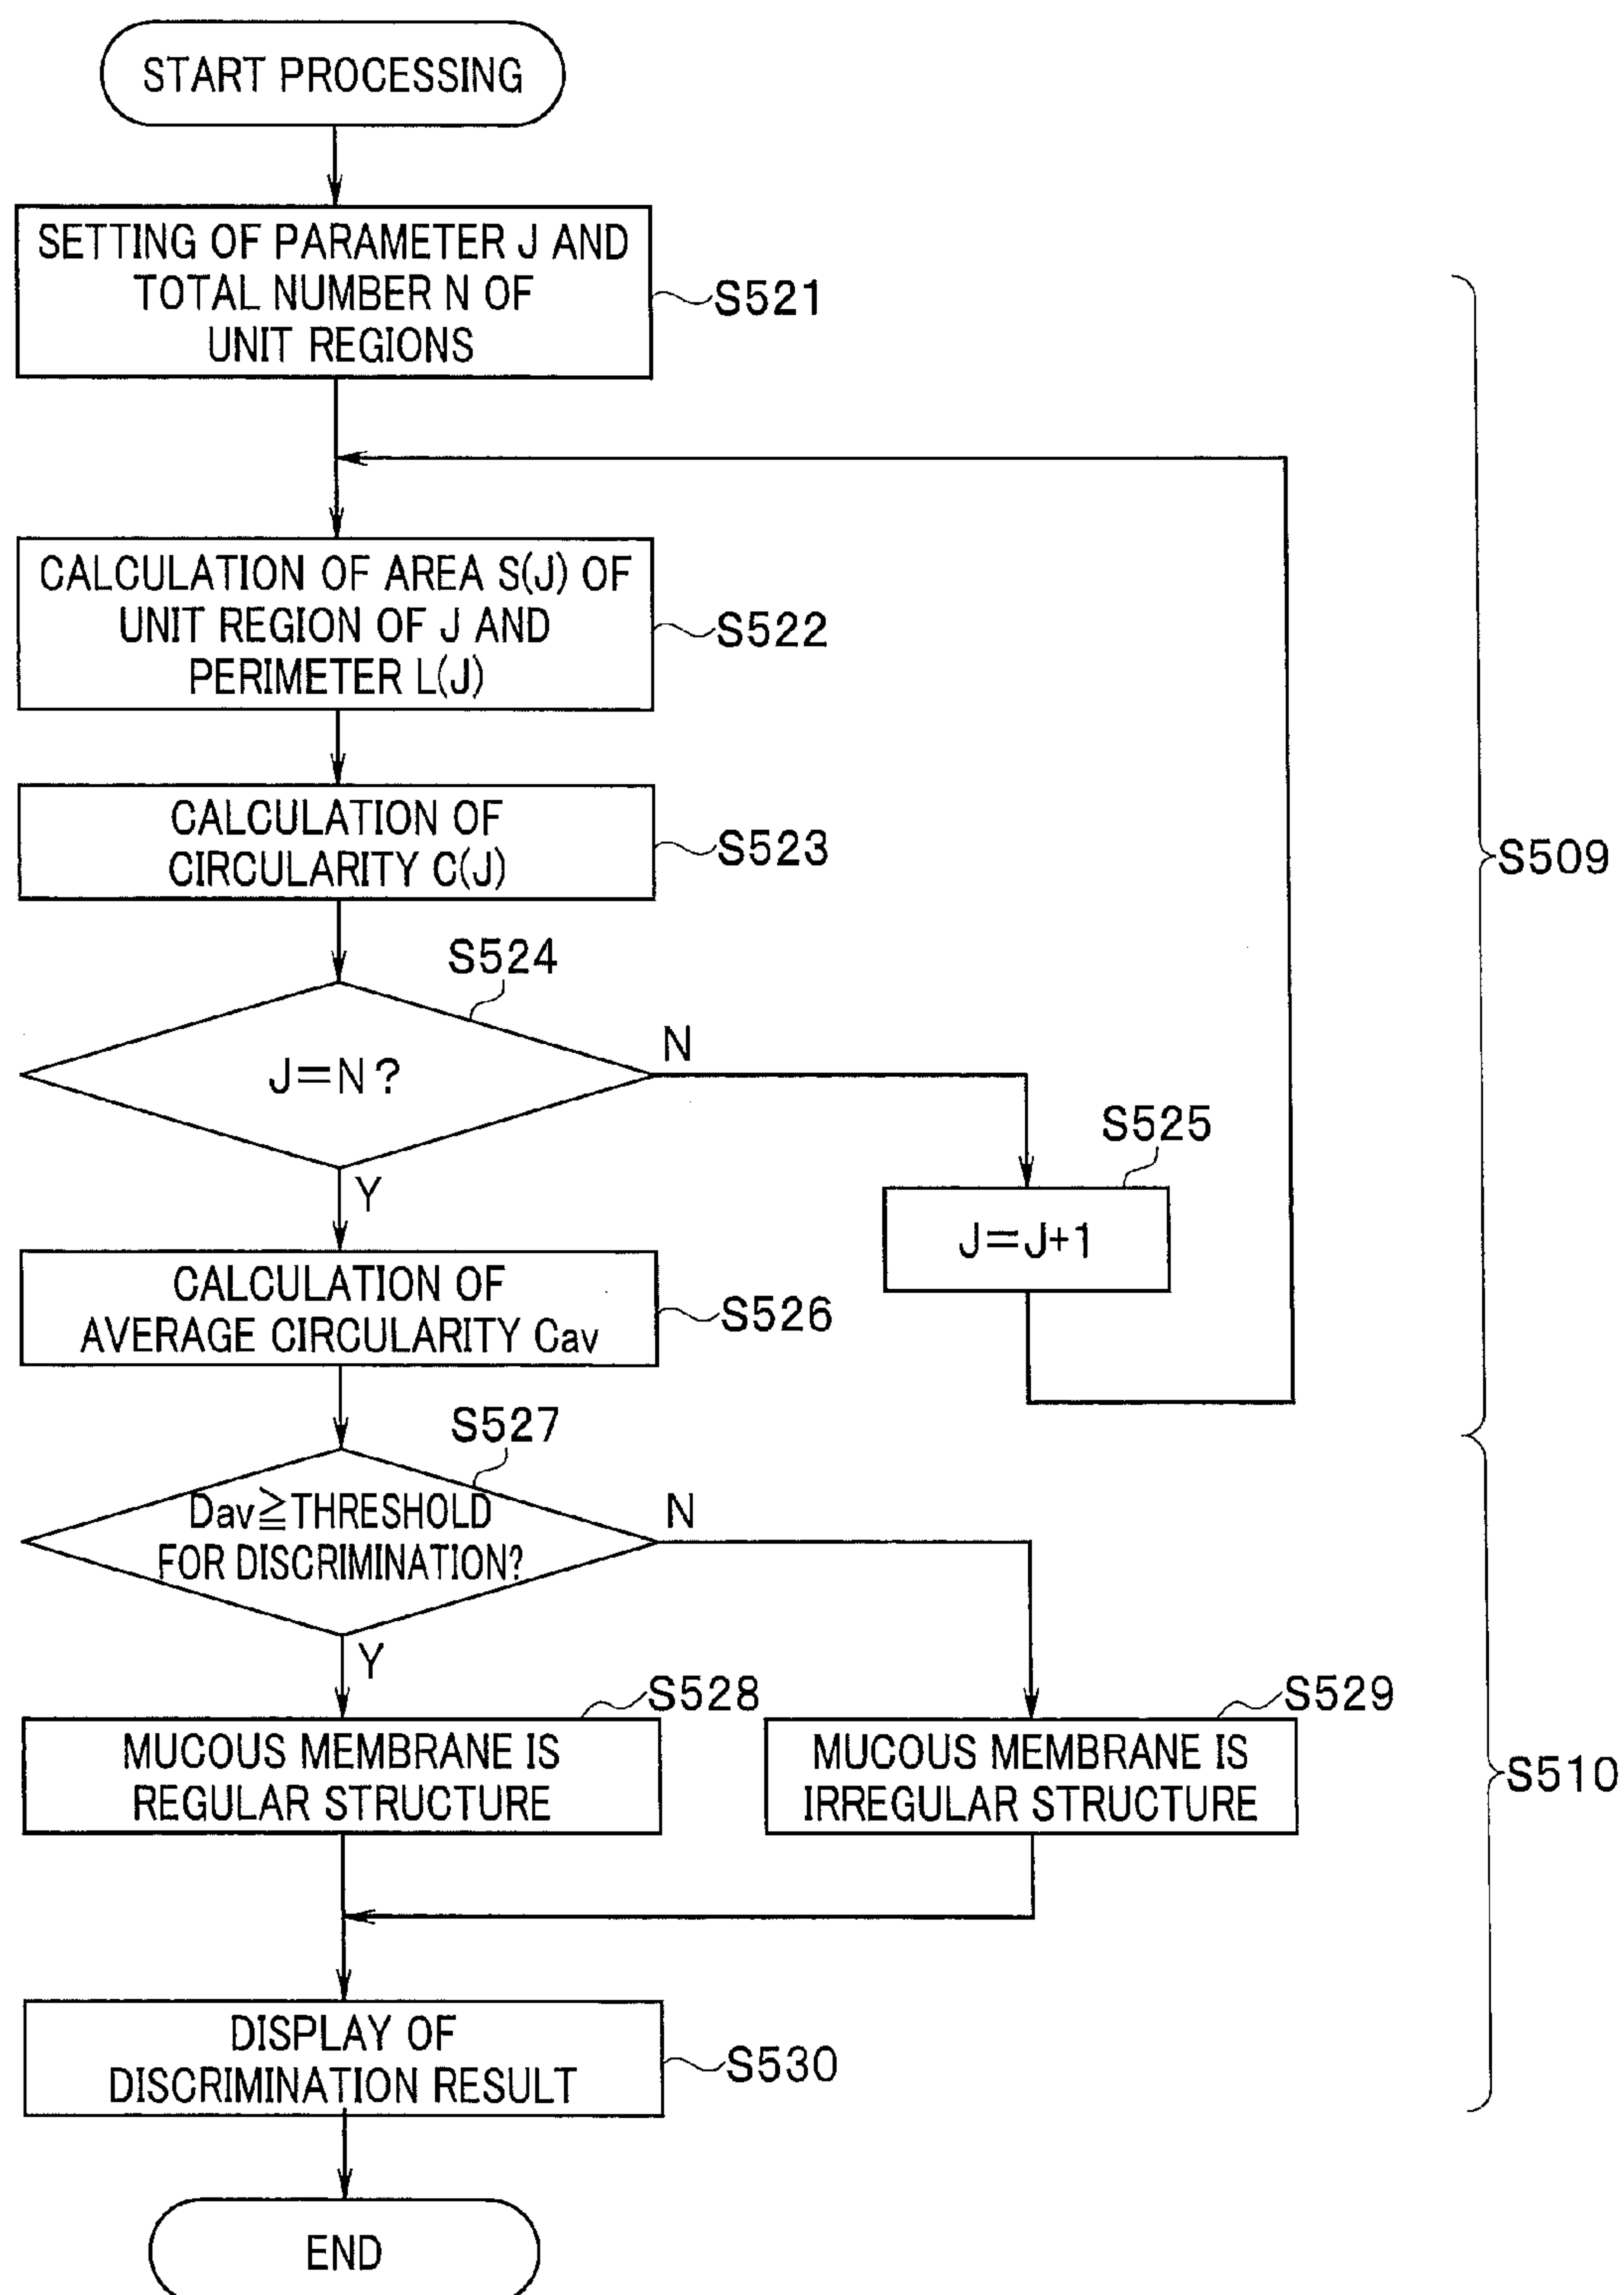 START PROCESSING
SETTING OF PARAMETER J AND
TOTAL NUMBER N OF
UNIT REGIONS
S521
CALCULATION OF AREA S(J) OF
UNIT REGION OF J AND
PERIMETER L(J)
S522
CALCULATION OF
CIRCULARITY C(J)
S523
S509
S524
J=N?
N
Y
S525
J=J+1
CALCULATION OF
AVERAGE CIRCULARITY Cav
S526
S527
Dav≧THRESHOLD
FOR DISCRIMINATION?
N
Y
S528
MUCOUS MEMBRANE IS
REGULAR STRUCTURE
S529
MUCOUS MEMBRANE IS
IRREGULAR STRUCTURE
S510
DISPLAY OF
DISCRIMINATION RESULT
S530
END